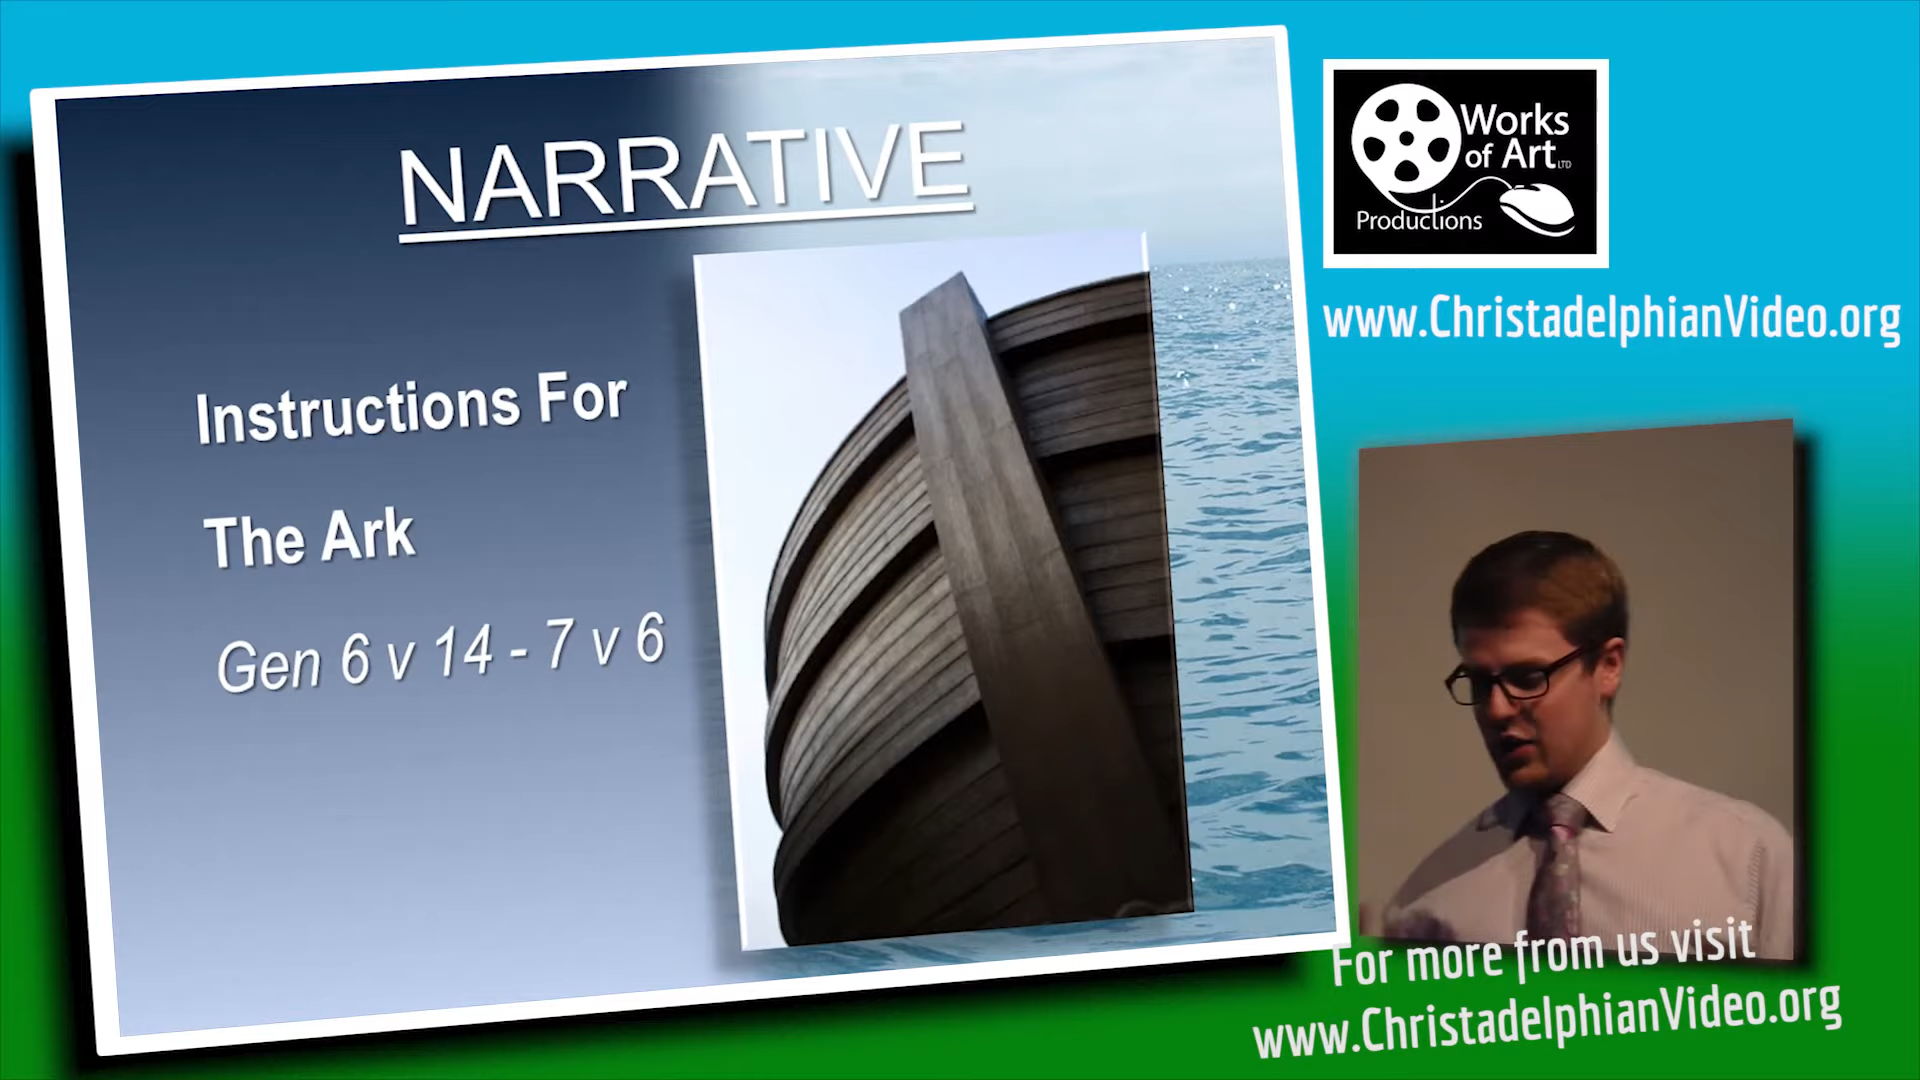 NARRATIVE
Instructions For
The Ark
Gen 6 v 14 - 7 v 6
Works
of Art LTD
Productions
www.ChristadelphianVideo.org
For more from us visit
www.ChristadelphianVideo.org